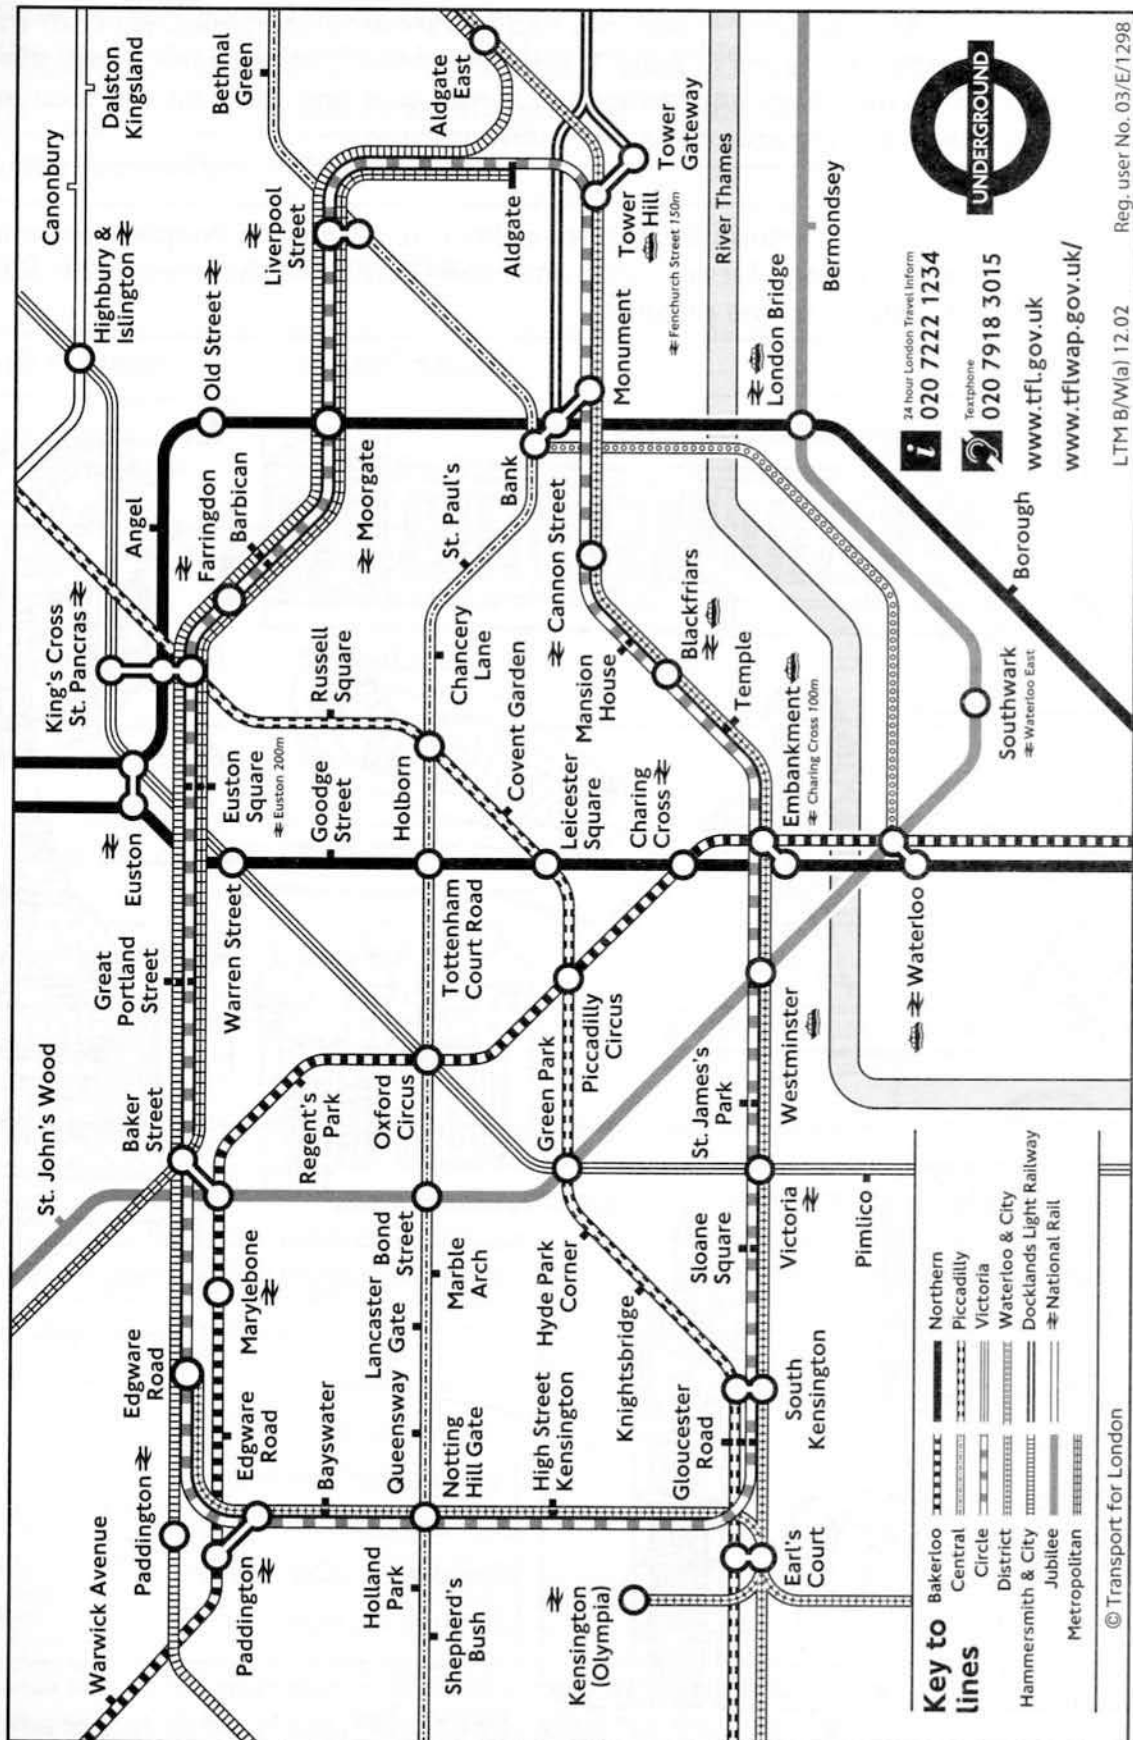 Warwick Avenue
Paddington
Paddington
Edgware
Road
Edgware
Road
Marylebone
St. John's Wood
Baker
Street
Great
Portland
Street
Euston
Warren Street
Euston
Square
Euston 200m
King's Cross
St. Pancras
Angel
Farringdon
Barbican
Moorgate
Old Street
Highbury &
Islington
Canonbury
Dalston
Kingsland
Liverpool
Street
Bethnal
Green
Aldgate
East
Aldgate
Bayswater
Regent's
Park
Goodge
Street
Russell
Square
Shepherd's
Bush
Holland
Park
Notting
Hill Gate
Queensway
Lancaster
Gate
Marble
Arch
Bond
Street
Oxford
Circus
Tottenham
Court Road
Holborn
Chancery
Lane
St. Paul's
Bank
Covent Garden
Leicester
Square
Piccadilly
Circus
Green Park
Hyde Park
Corner
Knightsbridge
High Street
Kensington
Kensington
(Olympia)
Earl's
Court
Gloucester
Road
South
Kensington
Sloane
Square
Victoria
Pimlico
St. James's
Park
Westminster
Charing
Cross
Embankment
Charing Cross 100m
Temple
Blackfriars
Mansion
House
Cannon Street
Monument
Tower
Hill
Fenchurch Street 150m
Tower
Gateway
River Thames
London Bridge
Bermondsey
Waterloo
Southwark
Waterloo East
Borough
Key to
lines
Bakerloo
Central
Circle
District
Hammersmith & City
Jubilee
Metropolitan
Northern
Piccadilly
Victoria
Waterloo & City
Docklands Light Railway
National Rail
© Transport for London
UNDERGROUND
i
24 hour London Travel Inform
020 7222 1234
Textphone
020 7918 3015
www.tfl.gov.uk
www.tflwap.gov.uk/
LTM B/W(a) 12.02
Reg. user No. 03/E/1298